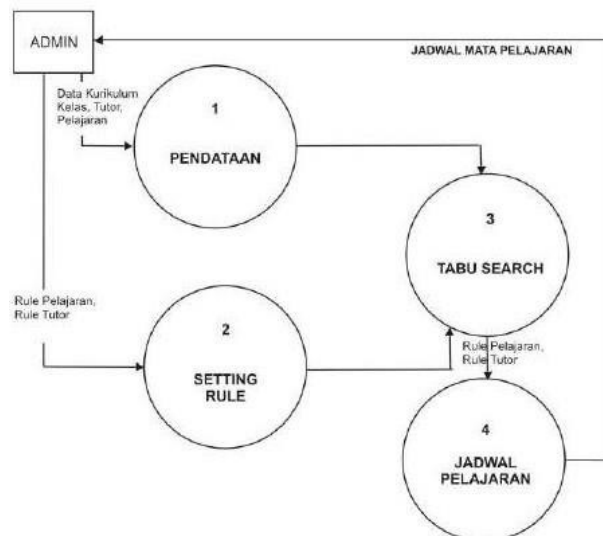 ADMIN
JADWAL MATA PELAJARAN
Data Kurikulum
Kelas, Tutor,
Pelajaran
1
PENDATAAN
3
TABU SEARCH
Rule Pelajaran,
Rule Tutor
2
SETTING
RULE
Rule Pelajaran,
Rule Tutor
4
JADWAL
PELAJARAN